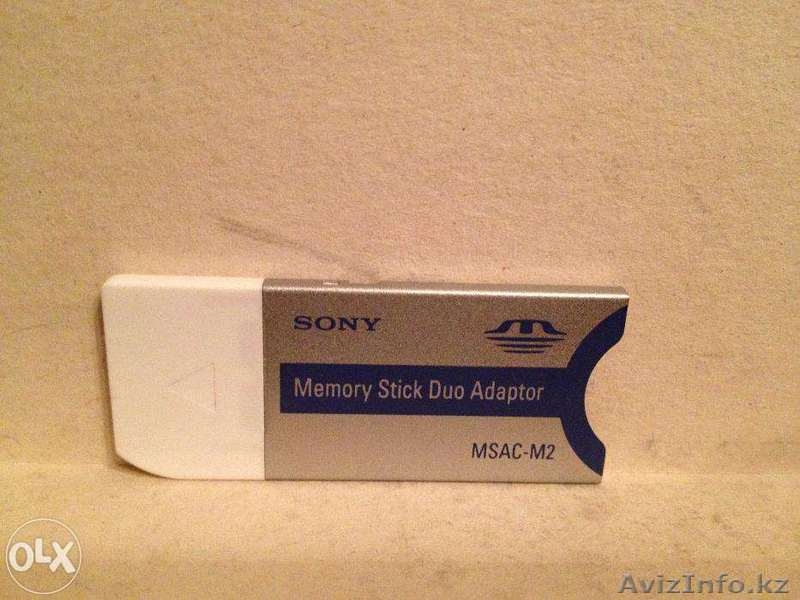 SONY
Memory Stick Duo Adaptor
MSAC-M2
OLX
AvizInfo.kz